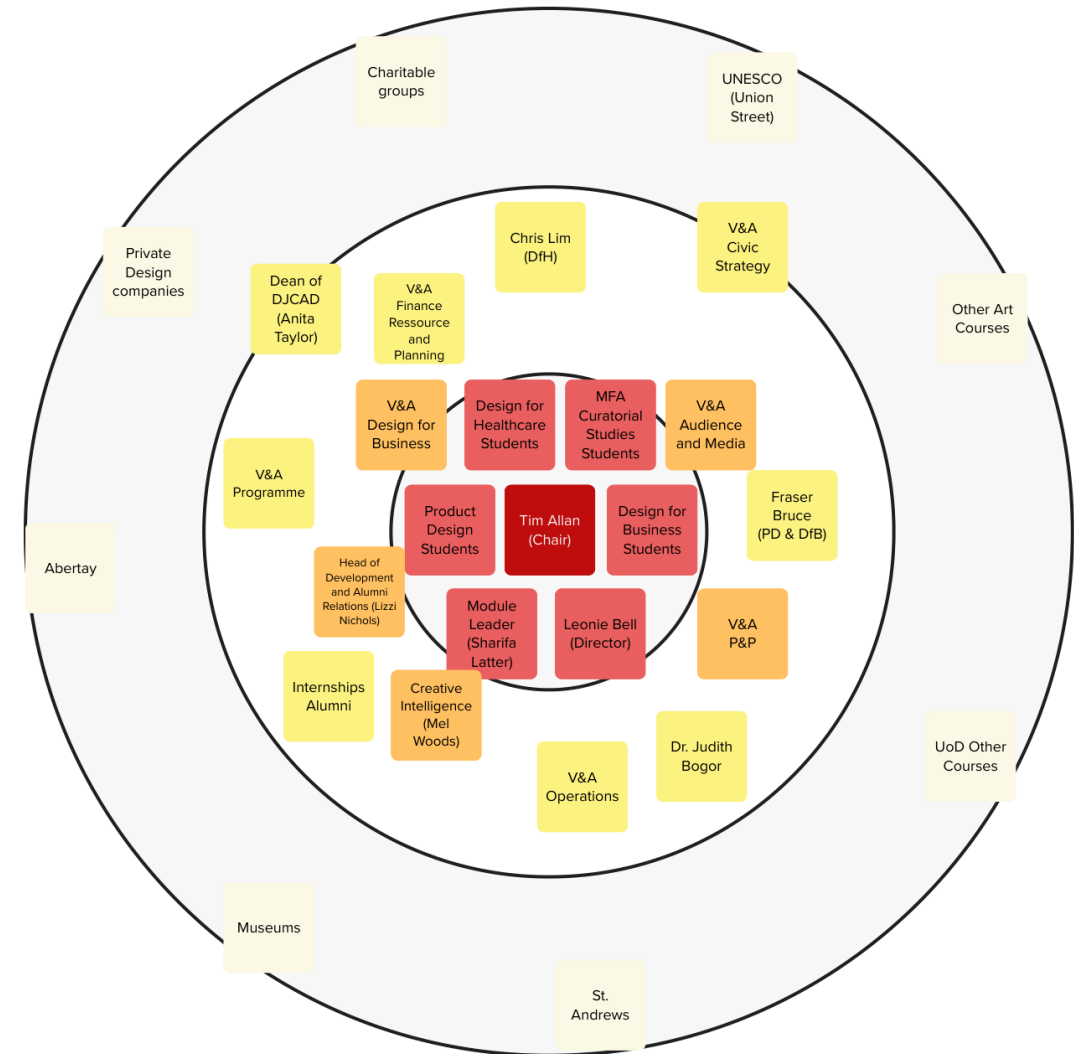 Charitable
groups
UNESCO
(Union
Street)
Chris Lim
(DfH)
V&A
Civic
Strategy
Private
Design
companies
Dean of
DJCAD
(Anita
Taylor)
V&A
Finance
Ressource
and
Planning
Other Art
Courses
V&A
Design for
Business
Design for
Healthcare
Students
MFA
Curatorial
Studies
Students
V&A
Audience
and Media
V&A
Programme
Product
Design
Students
Tim Allan
(Chair)
Design for
Business
Students
Fraser
Bruce
(PD & DfB)
Abertay
Head of
Development
and Alumni
Relations (Lizzi
Nichols)
Module
Leader
(Sharifa
Latter)
Leonie Bell
(Director)
V&A
P&P
Internships
Alumni
Creative
Intelligence
(Mel
Woods)
V&A
Operations
Dr. Judith
Bogor
UoD Other
Courses
Museums
St.
Andrews